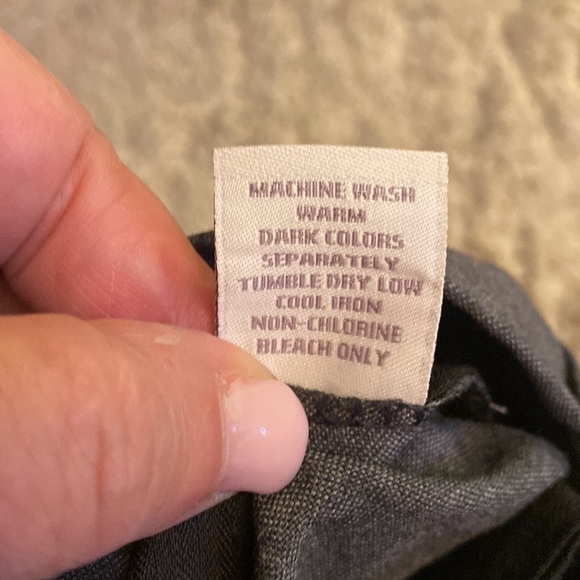 MACHINE WASH
WARM
DARK COLORS
SEPARATELY
TUMBLE DRY LOW
COOL IRON
NON-CHLORINE
BLEACH ONLY